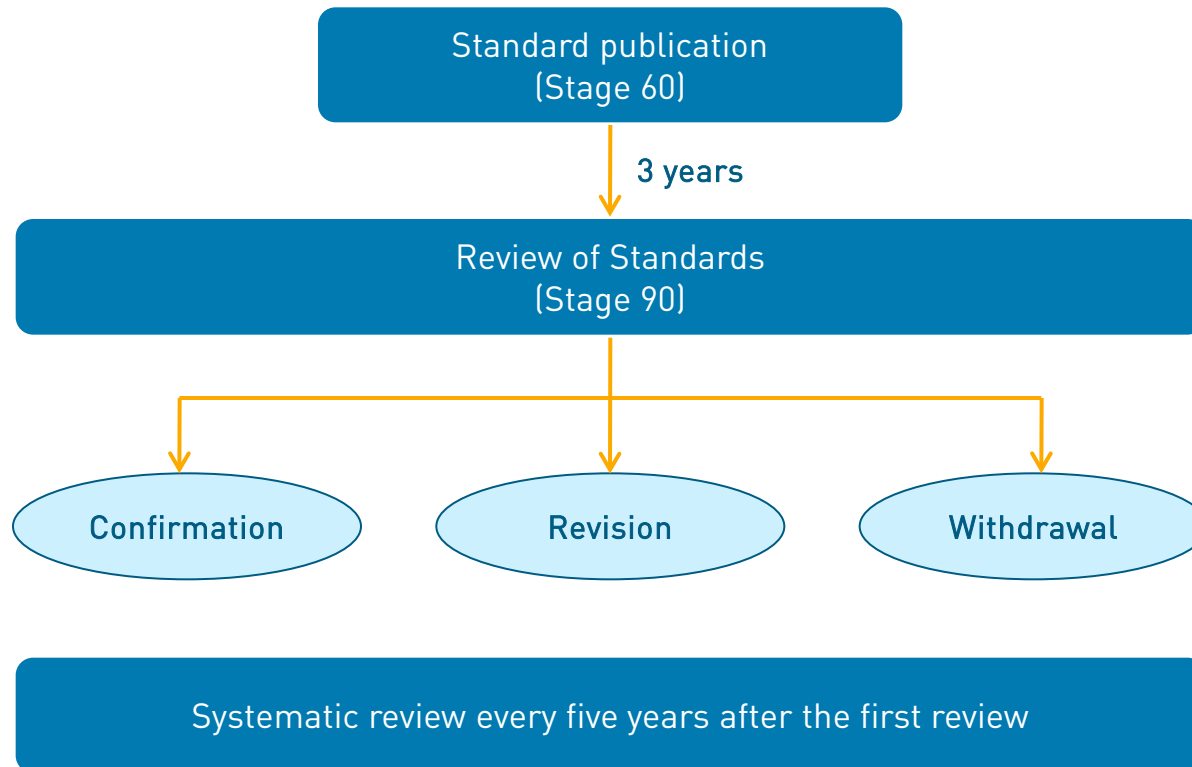 Standard publication
(Stage 60)
3 years
Review of Standards
(Stage 90)
Confirmation
Revision
Withdrawal
Systematic review every five years after the first review